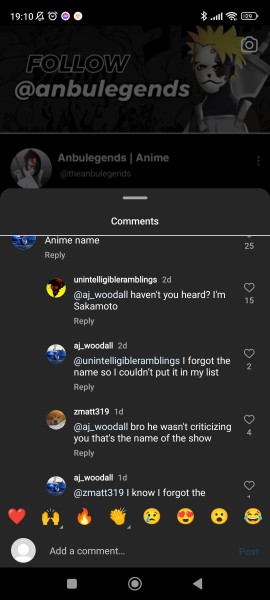 19:10
29
FOLLOW
@anbulegends
Anbulegends | Anime
@theanbulegends
Comments
Anime name
25
Reply
unintelligibleramblings 2d
@aj_woodall haven't you heard? I'm
Sakamoto
15
Reply
aj_woodall 2d
@unintelligibleramblings I forgot the
name so I couldn't put it in my list
2
Reply
zmatt319 1d
@aj_woodall bro he wasn't criticizing
you that's the name of the show
4
Reply
aj_woodall 1d
@zmatt319 I know I forgot the
Add a comment...
Post